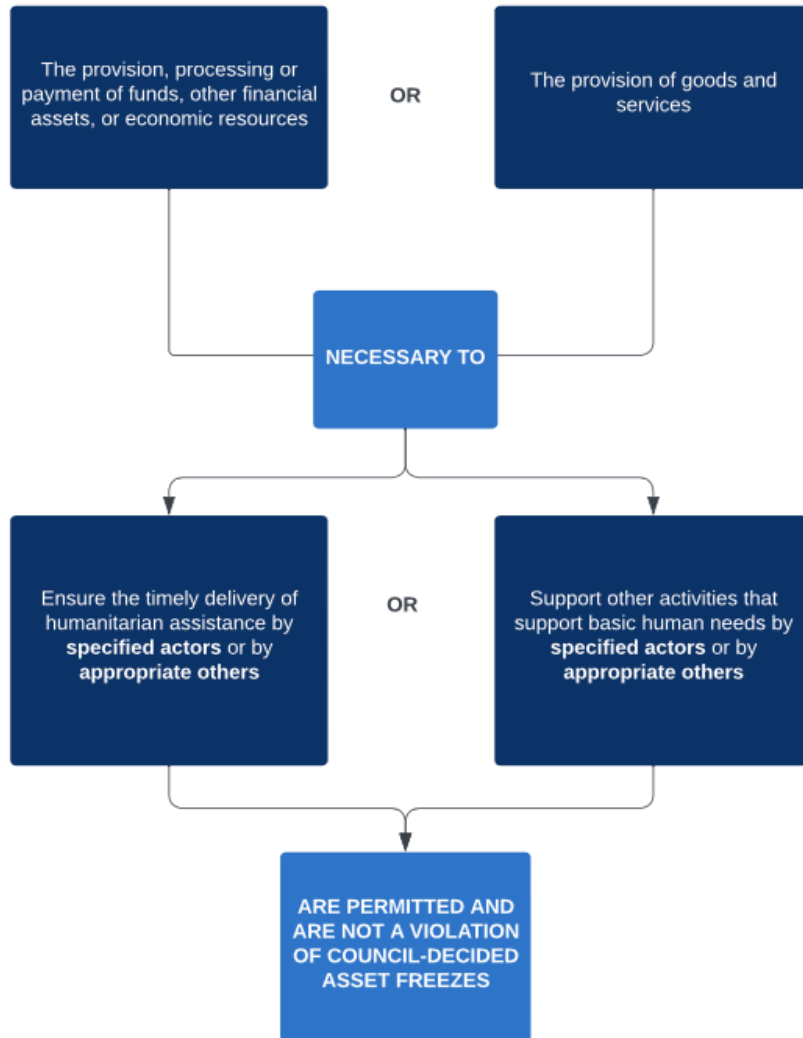 The provision, processing or
payment of funds, other financial
assets, or economic resources
OR
The provision of goods and
services
NECESSARY TO
Ensure the timely delivery of
humanitarian assistance by
specified actors or by
appropriate others
OR
Support other activities that
support basic human needs by
specified actors or by
appropriate others
ARE PERMITTED AND
ARE NOT A VIOLATION
OF COUNCIL-DECIDED
ASSET FREEZES